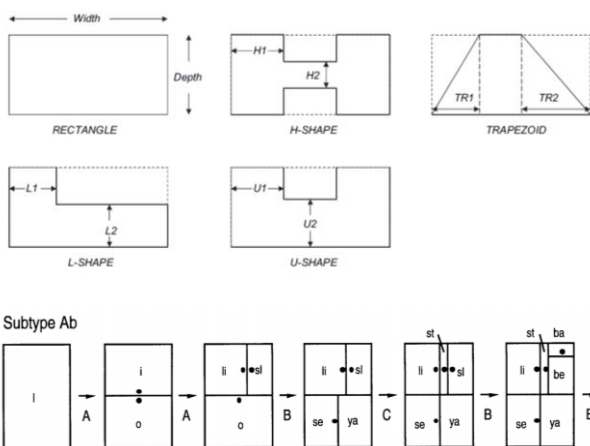 Width
Depth
RECTANGLE
H1
H2
H-SHAPE
TR1
TR2
TRAPEZOID
L1
L2
L-SHAPE
U1
U2
U-SHAPE
Subtype Ab
st
st
ba
i
li
sl
li
sl
li
sl
li
be
o
o
se
ya
se
ya
se
ya
A
A
B
C
B